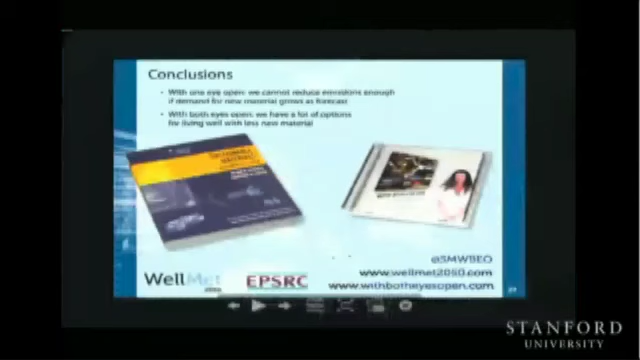 Conclusions
• With one eye open: we cannot reduce emissions enough
if demand for new material grows as forecast
• With both eyes open: we have a lot of options
for living well with less new material
@SMWBEO
WellMet
2050
EPSRC
www.wellmet2050.com
www.withbotheyesopen.com
STANFORD
UNIVERSITY